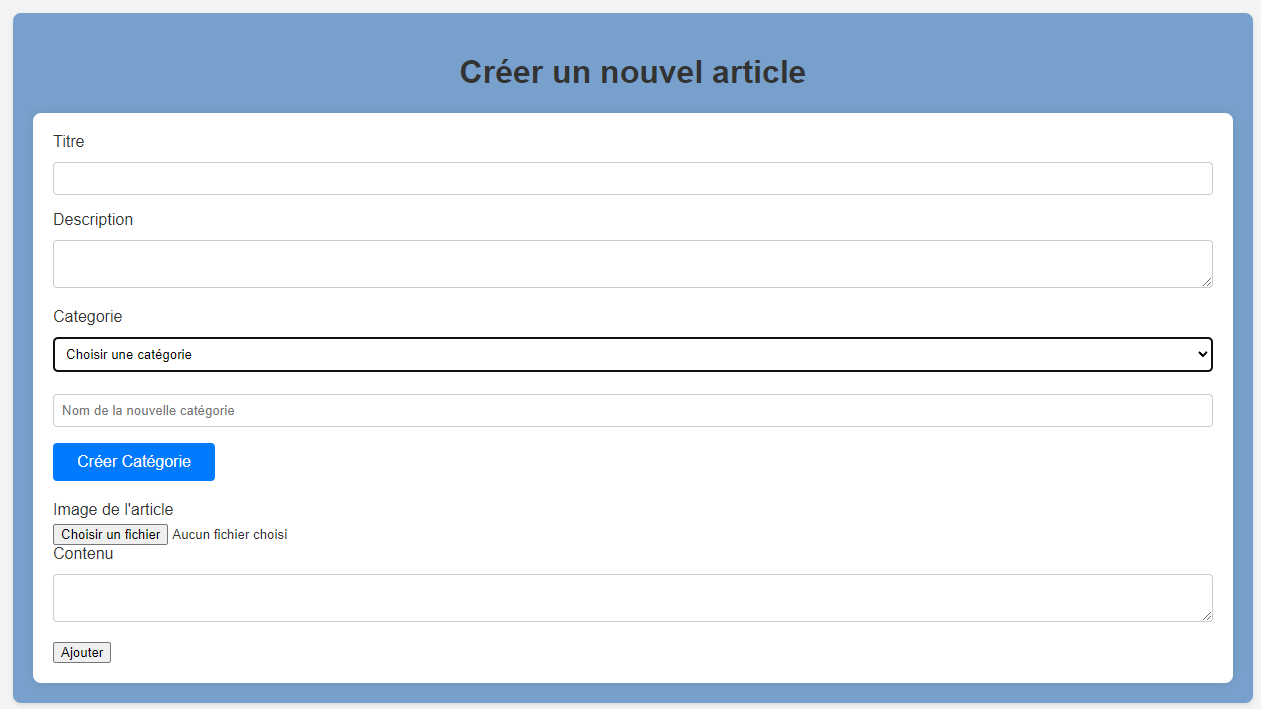 Créer un nouvel article
Titre
Description
Categorie
Choisir une catégorie
Nom de la nouvelle catégorie
Créer Catégorie
Image de l'article
Choisir un fichier Aucun fichier choisi
Contenu
Ajouter